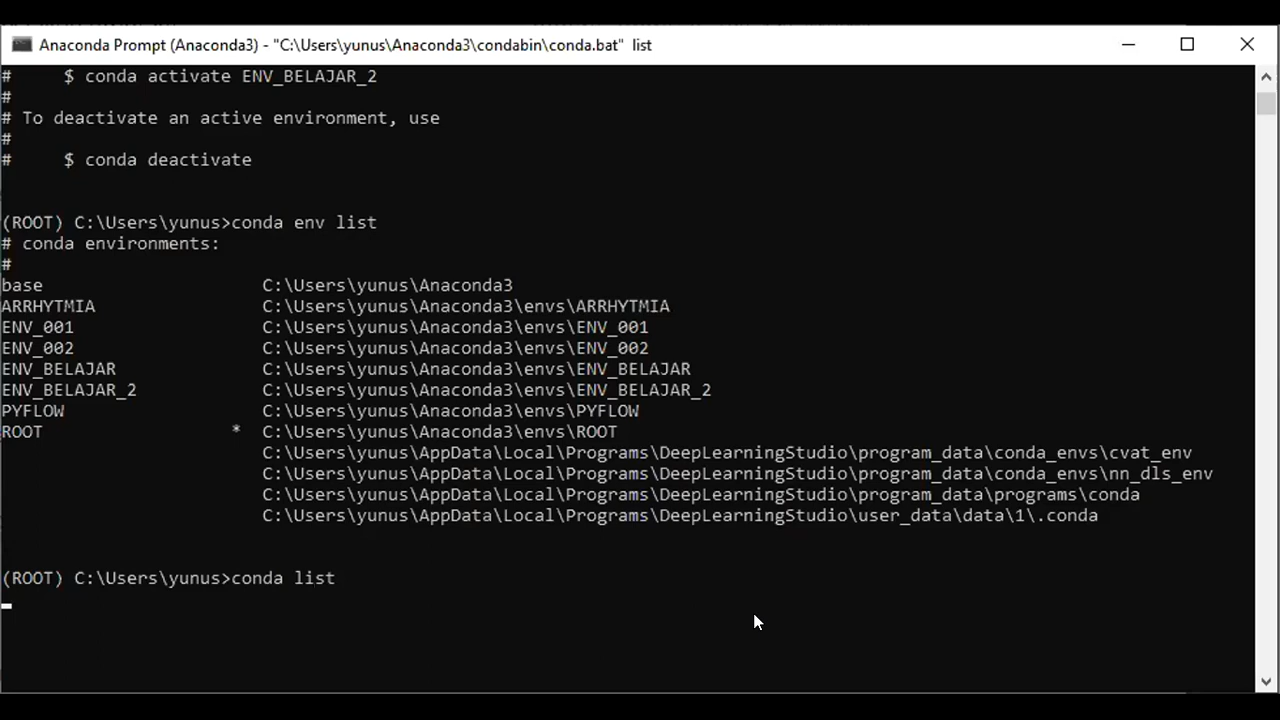 Anaconda Prompt (Anaconda3) - "C:\Users\yunus\Anaconda3\condabin\conda.bat" list
# $ conda activate ENV_BELAJAR_2
#
# To deactivate an active environment, use
#
# $ conda deactivate
(ROOT) C:\Users\yunus>conda env list
# conda environments:
#
base C:\Users\yunus\Anaconda3
ARRHYTMIA C:\Users\yunus\Anaconda3\envs\ARRHYTMIA
ENV_001 C:\Users\yunus\Anaconda3\envs\ENV_001
ENV_002 C:\Users\yunus\Anaconda3\envs\ENV_002
ENV_BELAJAR C:\Users\yunus\Anaconda3\envs\ENV_BELAJAR
ENV_BELAJAR_2 C:\Users\yunus\Anaconda3\envs\ENV_BELAJAR_2
PYFLOW C:\Users\yunus\Anaconda3\envs\PYFLOW
ROOT * C:\Users\yunus\Anaconda3\envs\ROOT
C:\Users\yunus\AppData\Local\Programs\DeepLearningStudio\program_data\conda_envs\cvat_env
C:\Users\yunus\AppData\Local\Programs\DeepLearningStudio\program_data\conda_envs\nn_dls_env
C:\Users\yunus\AppData\Local\Programs\DeepLearningStudio\program_data\programs\conda
C:\Users\yunus\AppData\Local\Programs\DeepLearningStudio\user_data\data\1\.conda
(ROOT) C:\Users\yunus>conda list